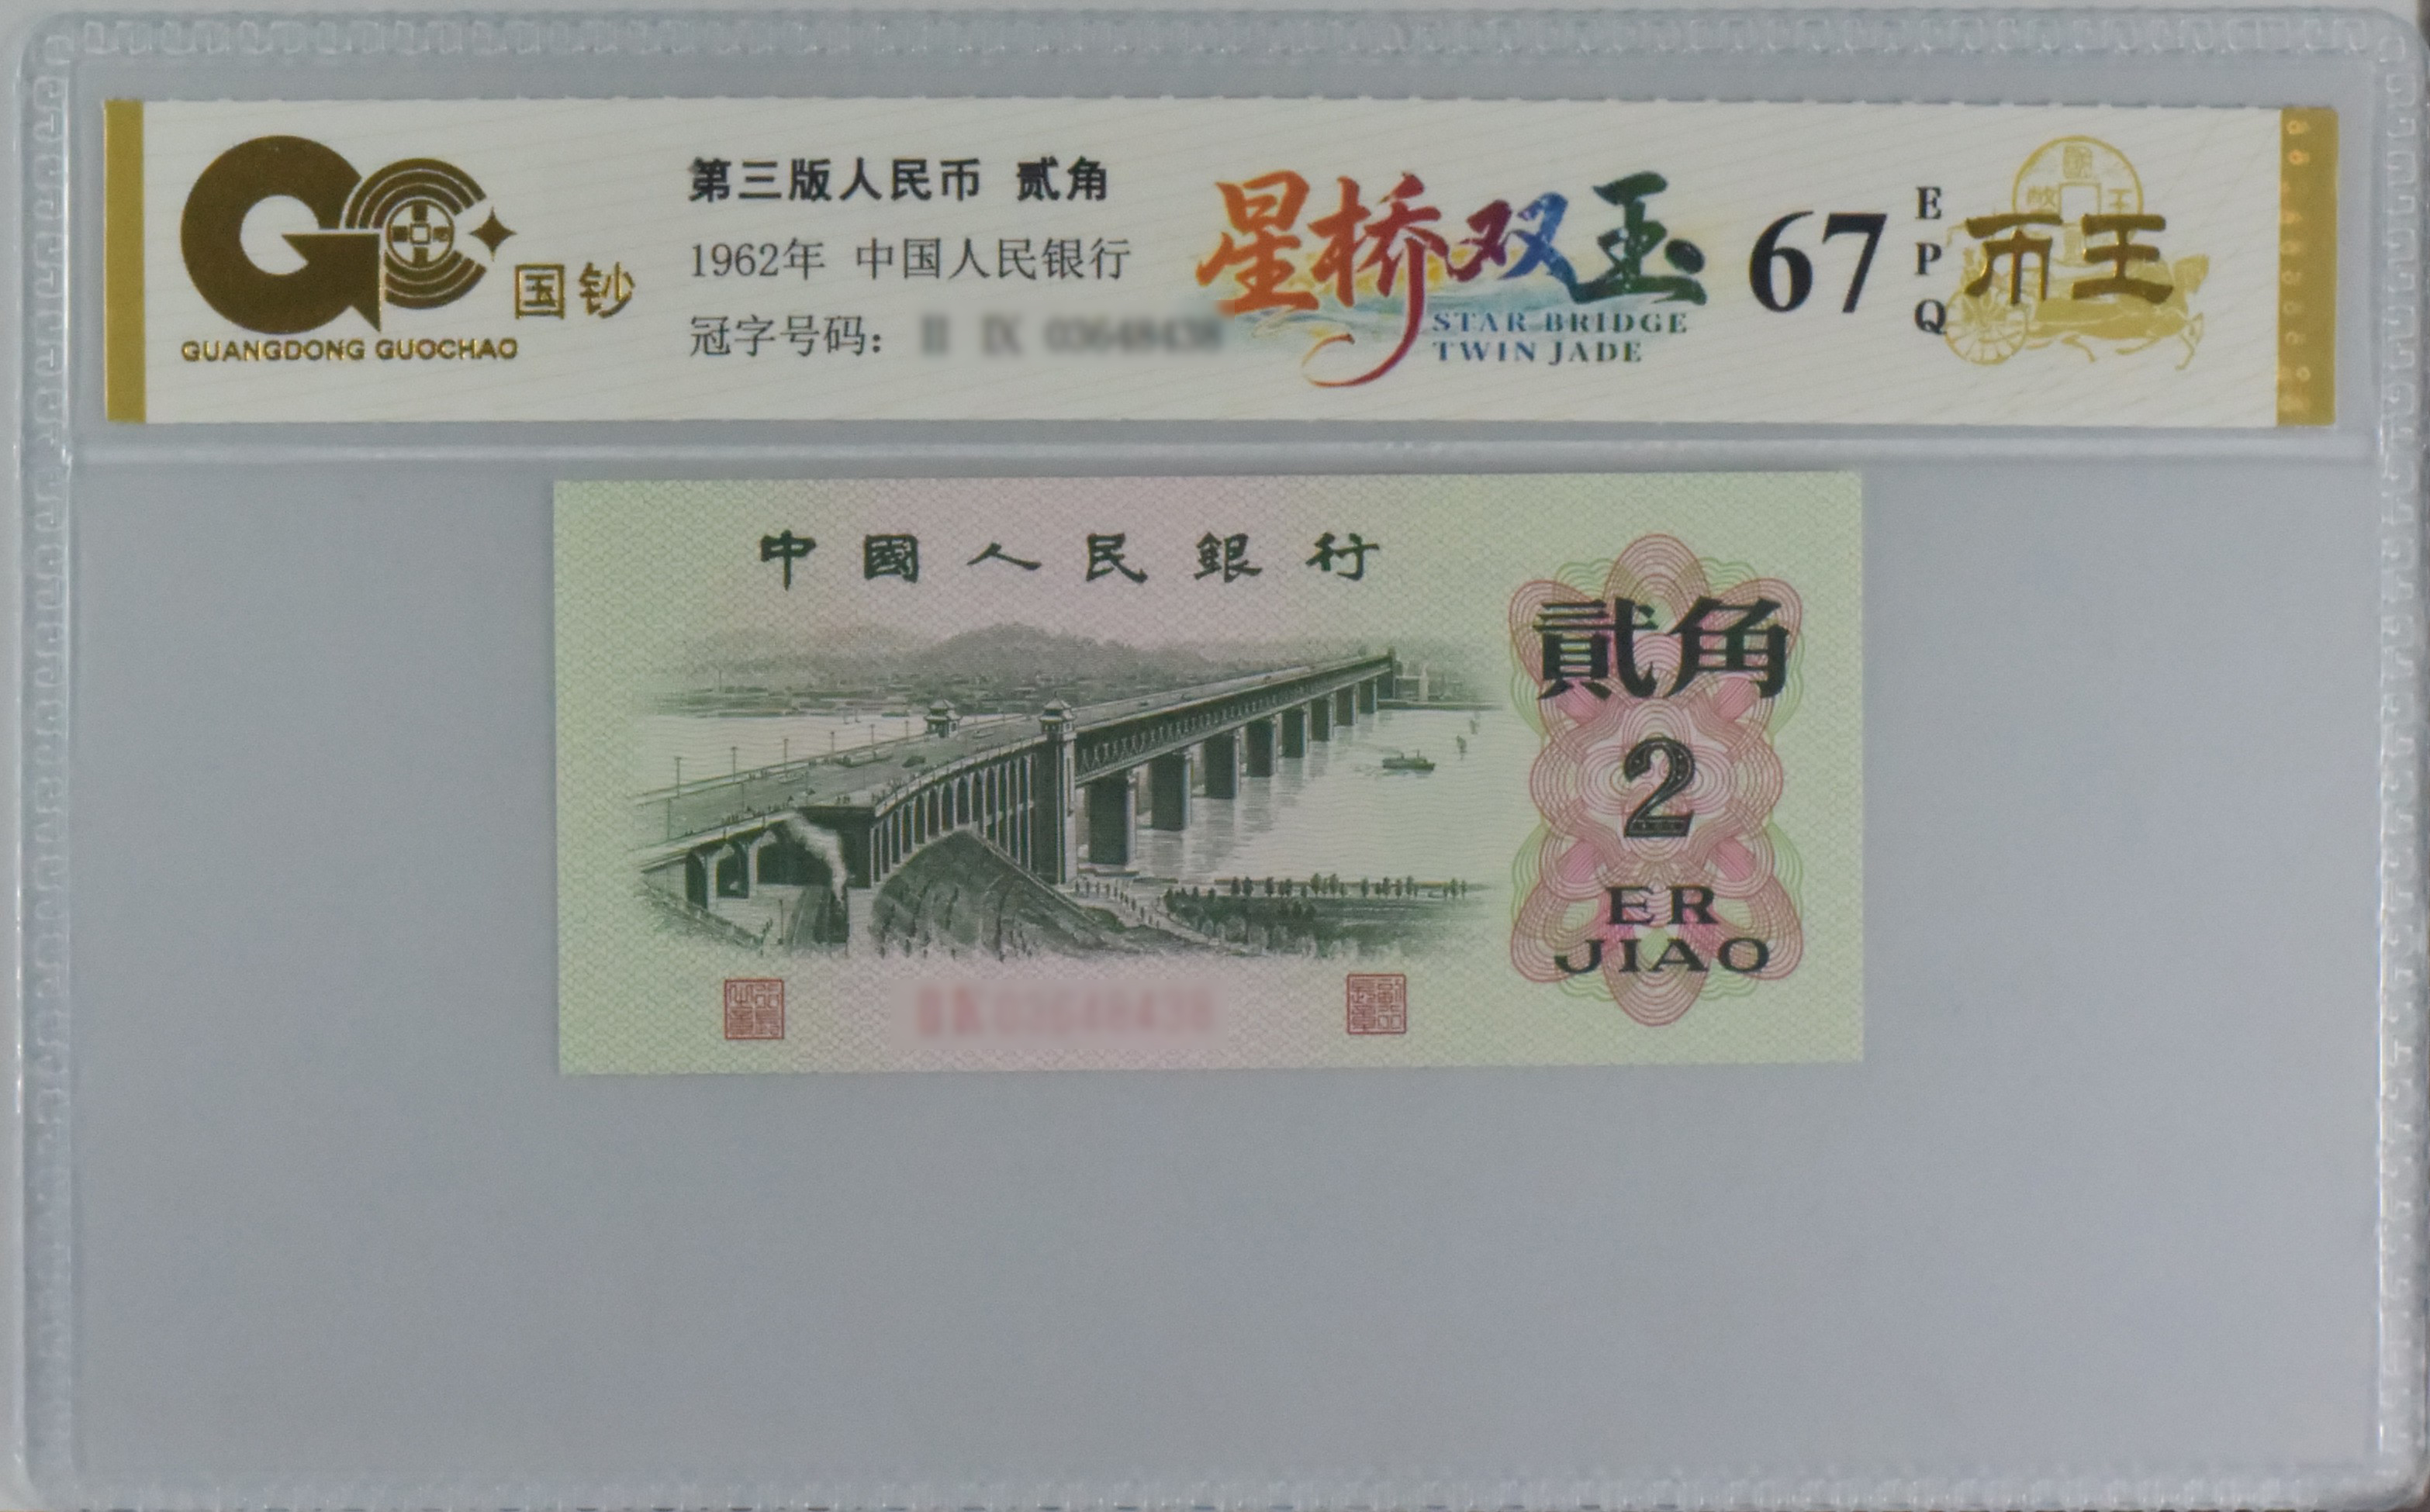 国钞
GUANGDONG GUOCHAO
第三版人民币 贰角
1962年 中国人民银行
冠字号码：
星桥双玉
STAR BRIDGE
TWIN JADE
67
EPQ
币王
中國人民銀行
貳角
2
ER
JIAO